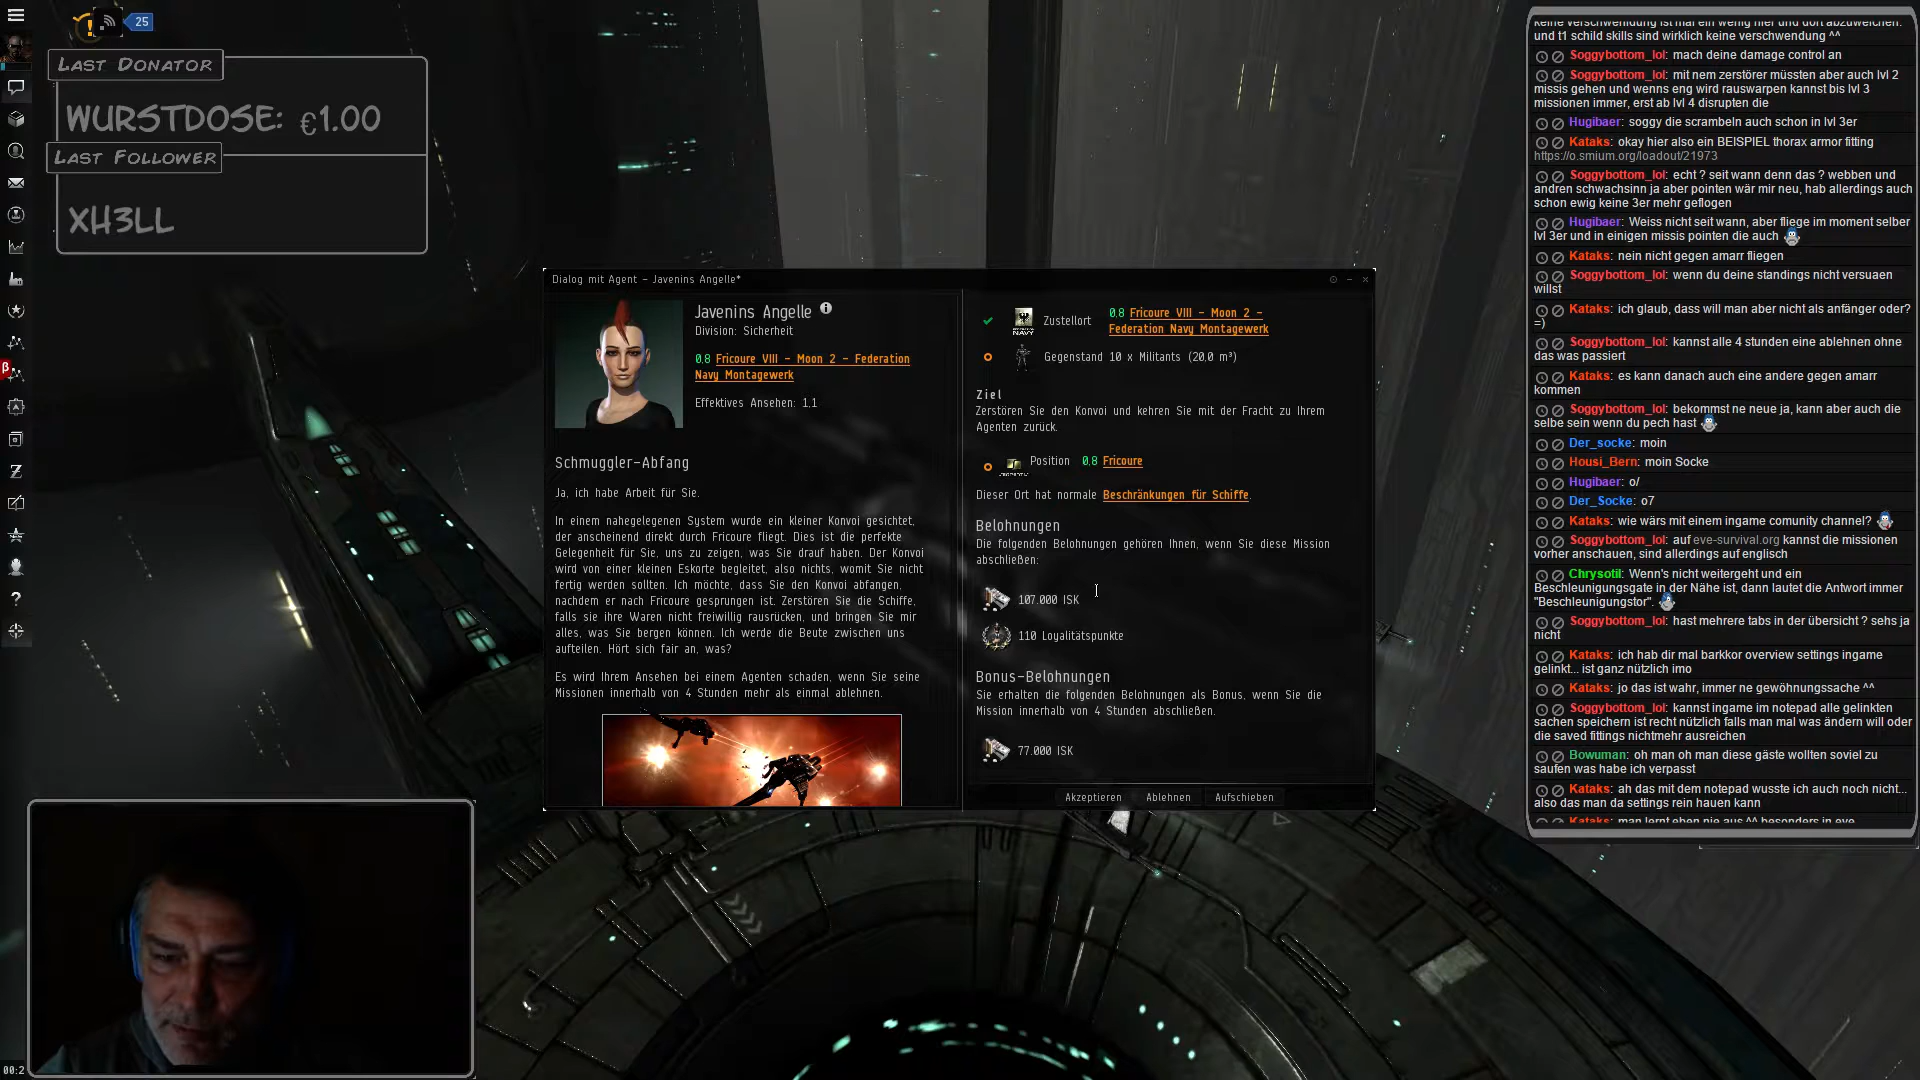 25
LAST DONATOR
WURSTDOSE: €1.00
LAST FOLLOWER
XH3LL
Dialog mit Agent – Javenins Angelle*
Javenins Angelle
Division: Sicherheit
0.8 Fricoure VIII – Moon 2 – Federation
Navy Montagewerk
Effektives Ansehen: 1,1
Schmuggler-Abfang
Ja, ich habe Arbeit für Sie.
In einem nahegelegenen System wurde ein kleiner Konvoi gesichtet,
der anscheinend direkt durch Fricoure fliegt. Dies ist die perfekte
Gelegenheit für Sie, uns zu zeigen, was Sie drauf haben. Der Konvoi
wird von einer kleinen Eskorte begleitet, also nichts, womit Sie nicht
fertig werden sollten. Ich möchte, dass Sie den Konvoi abfangen,
nachdem er nach Fricoure gesprungen ist. Zerstören Sie die Schiffe,
falls sie ihre Waren nicht freiwillig rausrücken, und bringen Sie mir
alles, was Sie bergen können. Ich werde die Beute zwischen uns
aufteilen. Hört sich fair an, was?
Es wird Ihrem Ansehen bei einem Agenten schaden, wenn Sie seine
Missionen innerhalb von 4 Stunden mehr als einmal ablehnen.
NAVY
Zustellort
0.8 Fricoure VIII – Moon 2 –
Federation Navy Montagewerk
Gegenstand 10 x Militants (20,0 m³)
Ziel
Zerstören Sie den Konvoi und kehren Sie mit der Fracht zu Ihrem
Agenten zurück.
Position 0,8 Fricoure
Dieser Ort hat normale Beschränkungen für Schiffe.
Belohnungen
Die folgenden Belohnungen gehören Ihnen, wenn Sie diese Mission
abschließen:
107.000 ISK
110 Loyalitätspunkte
Bonus-Belohnungen
Sie erhalten die folgenden Belohnungen als Bonus, wenn Sie die
Mission innerhalb von 4 Stunden abschließen.
77.000 ISK
Akzeptieren Ablehnen Aufschieben
keine verschwendung ist mal ein wenig hier und dort abzuweichen.
und t1 schild skills sind wirklich keine verschwendung ^^
Soggybottom_lol: mach deine damage control an
Soggybottom_lol: mit nem zerstörer müssten aber auch lvl 2
missis gehen und wenns eng wird rauswarpen kannst bis lvl 3
missionen immer, erst ab lvl 4 disrupten die
Hugibaer: soggy die scrambeln auch schon in lvl 3er
Kataks: okay hier also ein BEISPIEL thorax armor fitting
https://o.smium.org/loadout/21973
Soggybottom_lol: echt ? seit wann denn das ? webben und
andren schwachsinn ja aber pointen wär mir neu, hab allerdings auch
schon ewig keine 3er mehr geflogen
Hugibaer: Weiss nicht seit wann, aber fliege im moment selber
lvl 3er und in einigen missis pointen die auch
Kataks: nein nicht gegen amarr fliegen
Soggybottom_lol: wenn du deine standings nicht versuaen
willst
Kataks: ich glaub, dass will man aber nicht als anfänger oder?
=)
Soggybottom_lol: kannst alle 4 stunden eine ablehnen ohne
das was passiert
Kataks: es kann danach auch eine andere gegen amarr
kommen
Soggybottom_lol: bekommst ne neue ja, kann aber auch die
selbe sein wenn du pech hast
Der_socke: moin
Housi_Bern: moin Socke
Hugibaer: o/
Der_Socke: o7
Kataks: wie wärs mit einem ingame comunity channel?
Soggybottom_lol: auf eve-survival.org kannst die missionen
vorher anschauen, sind allerdings auf englisch
Chrysotil: Wenn's nicht weitergeht und ein
Beschleunigungsgate in der Nähe ist, dann lautet die Antwort immer
"Beschleunigungstor".
Soggybottom_lol: hast mehrere tabs in der übersicht ? sehs ja
nicht
Kataks: ich hab dir mal barkkor overview settings ingame
gelinkt... ist ganz nützlich imo
Kataks: jo das ist wahr, immer ne gewöhnungssache ^^
Soggybottom_lol: kannst ingame im notepad alle gelinkten
sachen speichern ist recht nützlich falls man mal was ändern will oder
die saved fittings nichtmehr ausreichen
Bowuman: oh man oh man diese gäste wollten soviel zu
saufen was habe ich verpasst
Kataks: ah das mit dem notepad wusste ich auch noch nicht...
also das man da settings rein hauen kann
Kataks: man lernt eben nie aus ^^ besonders in eve
00:2